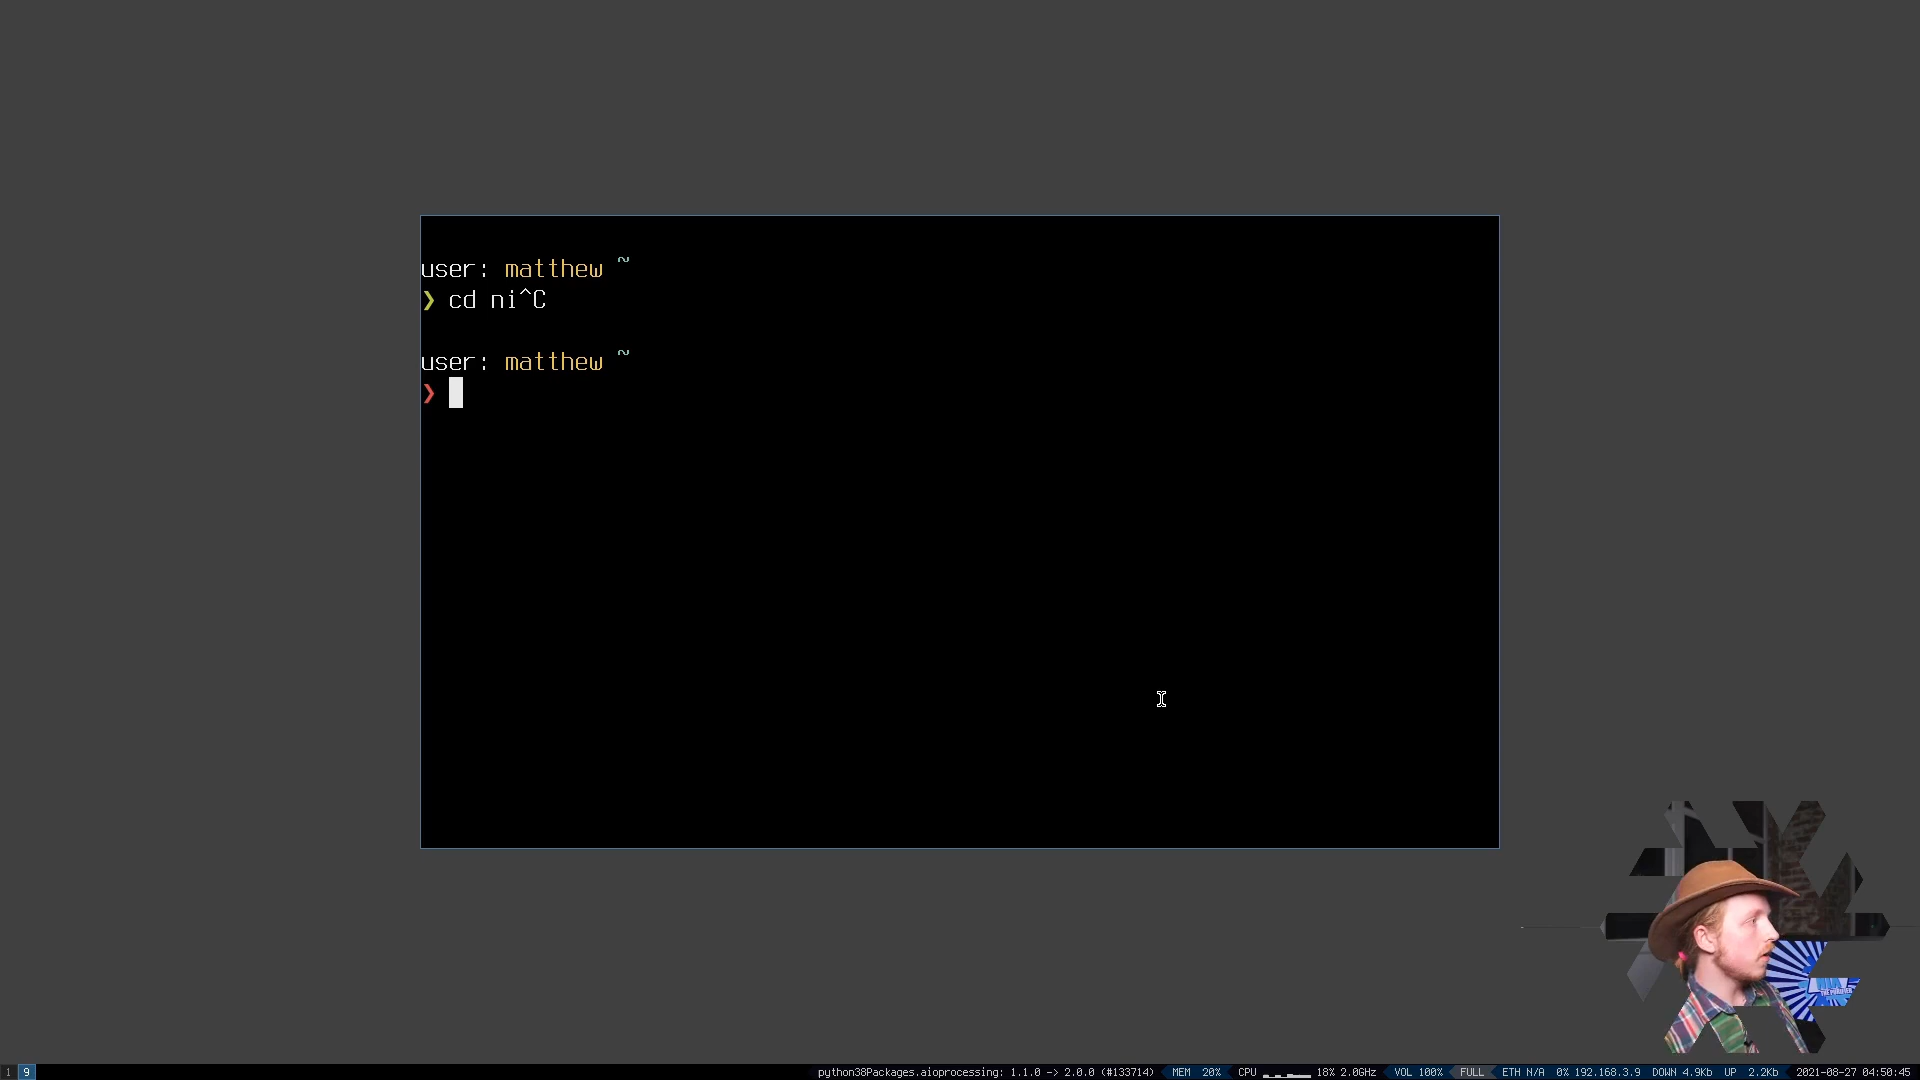 user: matthew ~
❯ cd ni^C
user: matthew ~
❯
1 9 python38Packages.aioprocessing: 1.1.0 -> 2.0.0 (#133714) MEM 20% CPU 18% 2.0GHz VOL 100% FULL ETH N/A 0% 192.168.3.9 DOWN 4.9Kb UP 2.2Kb 2021-08-27 04:50:45